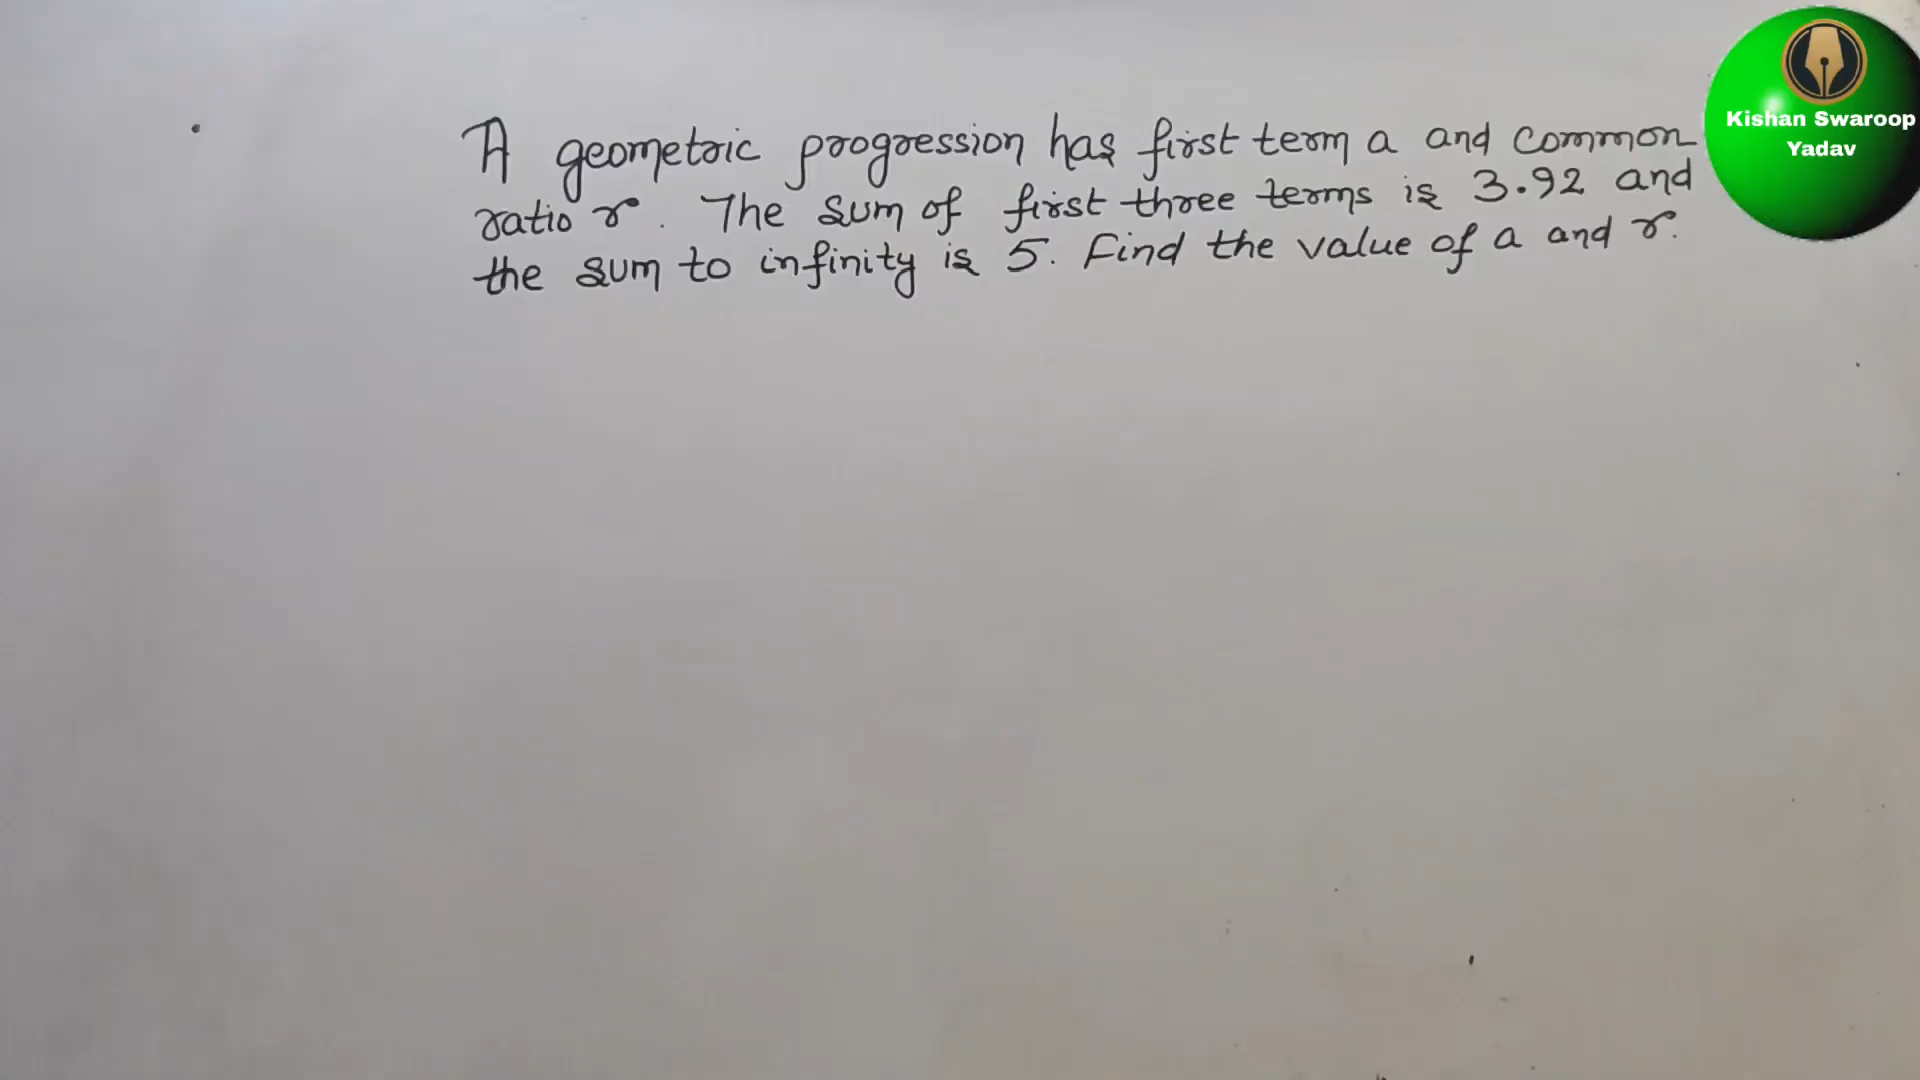 A geometric progression has first term a and common
ratio r. The sum of first three terms is 3.92 and
the sum to infinity is 5. Find the value of a and r.
Kishan Swaroop
Yadav